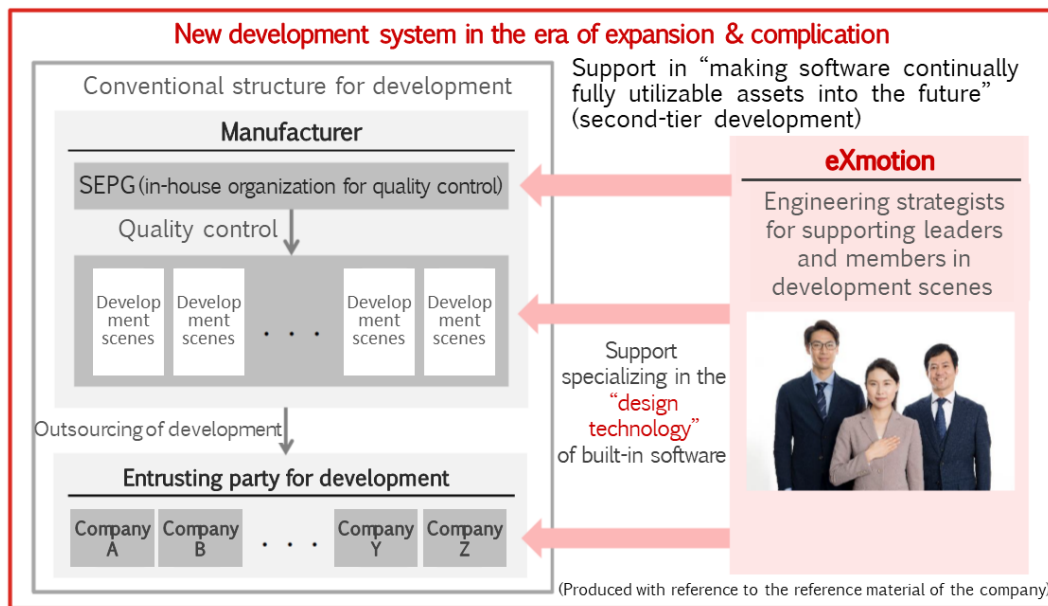 New development system in the era of expansion & complication
Conventional structure for development
Manufacturer
SEPG (in-house organization for quality control)
Quality control
Develop
ment
scenes
Develop
ment
scenes
. . .
Develop
ment
scenes
Develop
ment
scenes
Outsourcing of development
Entrusting party for development
Company
A
Company
B
. . .
Company
Y
Company
Z
Support in “making software continually
fully utilizable assets into the future”
(second-tier development)
eXmotion
Engineering strategists
for supporting leaders
and members in
development scenes
Support
specializing in the
“design
technology”
of built-in software
(Produced with reference to the reference material of the company)